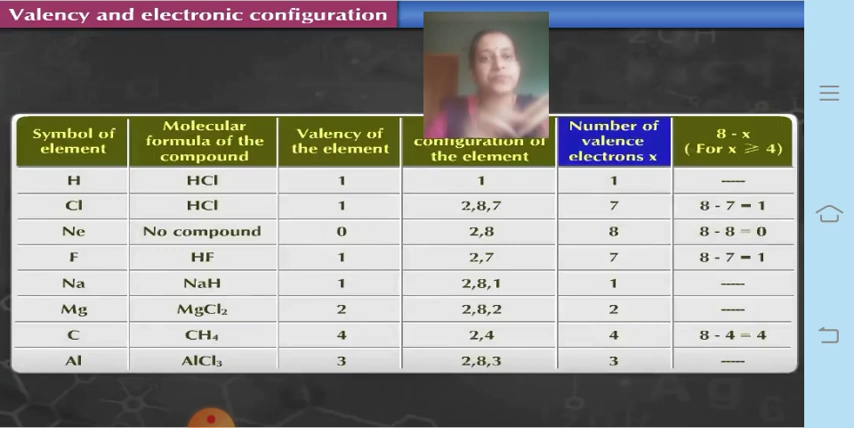 Valency and electronic configuration
Symbol of element | Molecular formula of the compound | Valency of the element | configuration of the element | Number of valence electrons x | 8 - x ( For x ⩾ 4)
H | HCl | 1 | 1 | 1 | -----
Cl | HCl | 1 | 2,8,7 | 7 | 8 - 7 = 1
Ne | No compound | 0 | 2,8 | 8 | 8 - 8 = 0
F | HF | 1 | 2,7 | 7 | 8 - 7 = 1
Na | NaH | 1 | 2,8,1 | 1 | -----
Mg | MgCl₂ | 2 | 2,8,2 | 2 | -----
C | CH₄ | 4 | 2,4 | 4 | 8 - 4 = 4
Al | AlCl₃ | 3 | 2,8,3 | 3 | -----